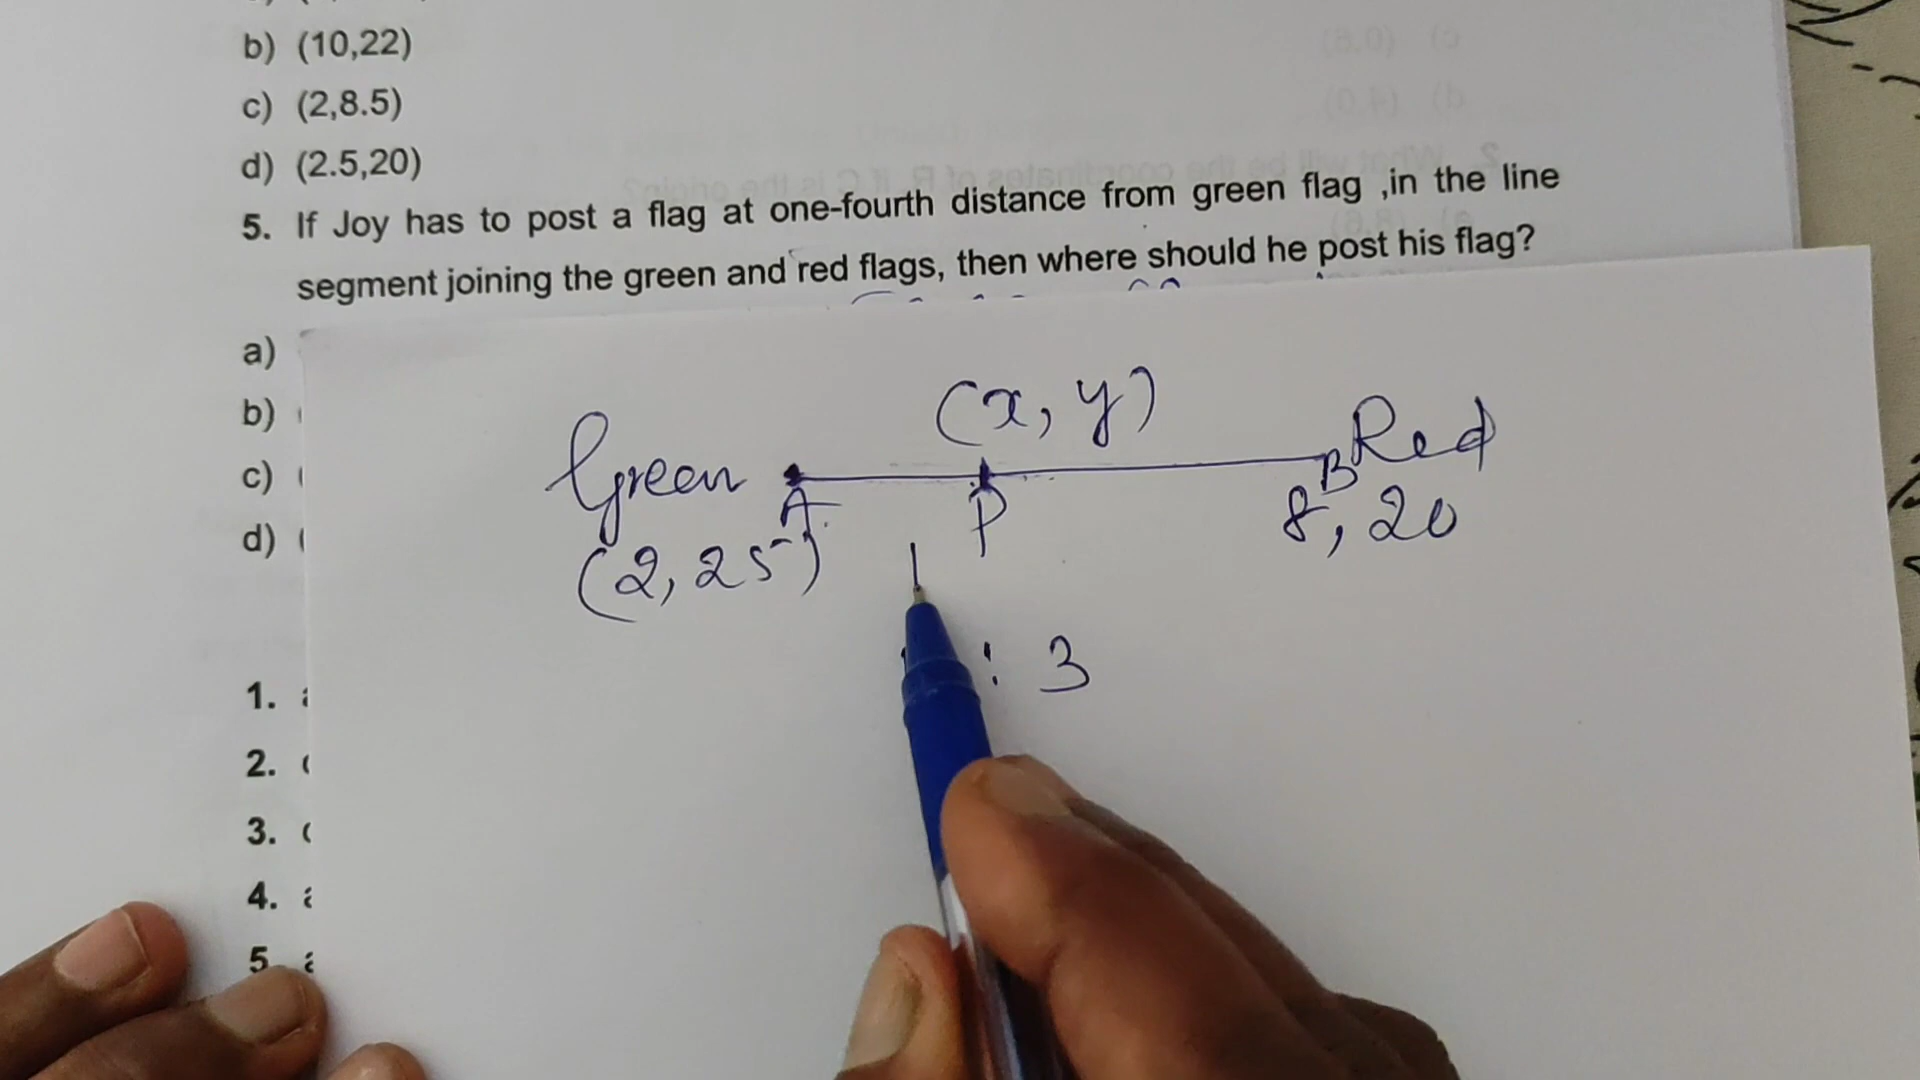 b) (10,22)
c) (2,8.5)
d) (2.5,20)
5. If Joy has to post a flag at one-fourth distance from green flag ,in the line
segment joining the green and red flags, then where should he post his flag?
a)
b)
c)
d)
(x, y)
Green
Red
A
P
B
(2, 25)
8, 20
1
: 3
1.
2.
3.
4.
5